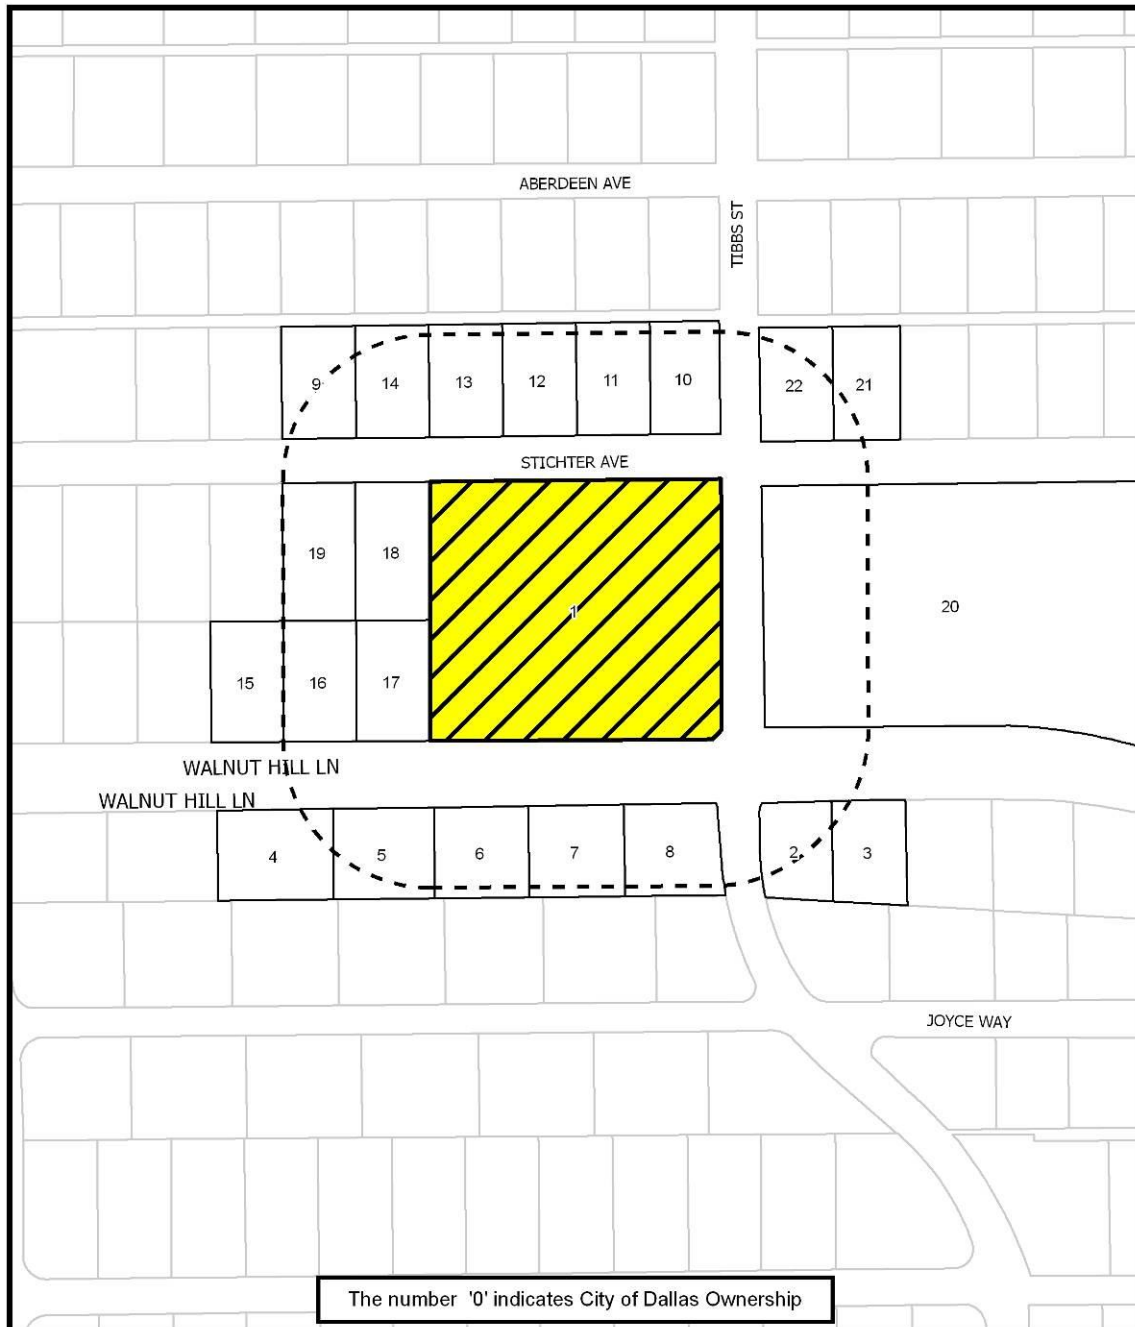 ABERDEEN AVE
TIBBS ST
9 14 13 12 11 10 22 21
STICHTER AVE
19 18
1
20
15 16 17
WALNUT HILL LN
WALNUT HILL LN
4 5 6 7 8 2 3
JOYCE WAY
The number '0' indicates City of Dallas Ownership